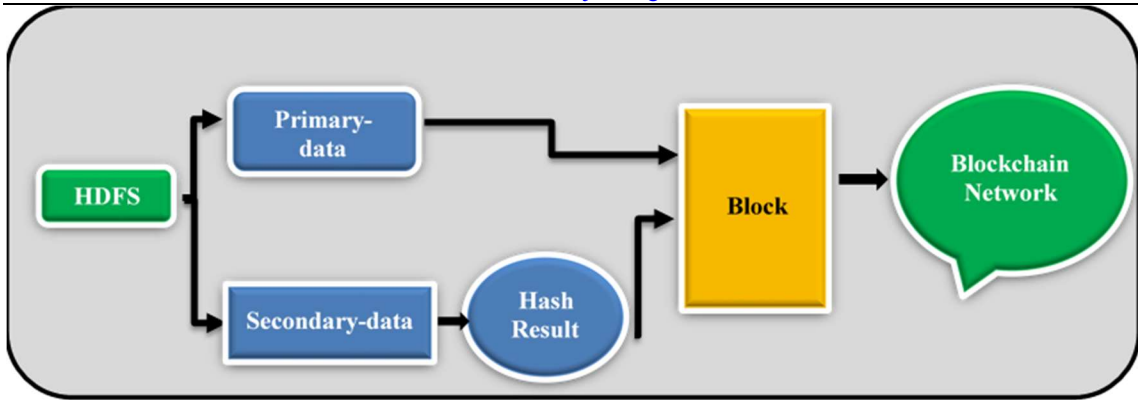 Primary-
data
HDFS
Secondary-data
Hash
Result
Block
Blockchain
Network